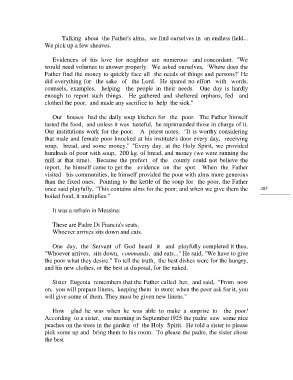 Talking about the Father's alms, we find ourselves in an endless field...
We pick up a few sheaves.
Evidences of his love for neighbor are numerous and concordant. "We
would need volumes to answer properly. We asked ourselves, "Where does the
Father find the money to quickly face all the needs of things and persons?" He
did everything for the sake of the Lord. He spared no effort with words,
counsels, examples, helping the people in their needs. One day is hardly
enough to report such things. He gathered and sheltered orphans, fed and
clothed the poor, and made any sacrifice to help the sick."
Our houses had the daily soup kitchen for the poor. The Father himself
tasted the food, and unless it was tasteful, he reprimanded those in charge of it.
Our institutions work for the poor. A priest notes, "It is worthy considering
that male and female poor knocked at his institute's door every day, receiving
soup, bread, and some money." "Every day, at the Holy Spirit, we provided
hundreds of poor with soup, 200 kg. of bread, and money (we were running the
mill at that time). Because the prefect of the county could not believe the
report, he himself came to get the evidence on the spot. When the Father
visited his communities, he himself provided the poor with alms more generous
than the fixed ones. Pointing to the kettle of the soup for the poor, the Father
once said playfully, "This contains alms for the poor; and when we give them the
boiled food, it multiplies."
485
It was a refrain in Messina:
These are Padre Di Francia's seats,
Whoever arrives sits down and eats.
One day, the Servant of God heard it and playfully completed it thus,
"Whoever arrives, sits down, commands, and eats..." He said, "We have to give
the poor what they desire." To tell the truth, the best dishes were for the hungry,
and his new clothes, or the best at disposal, for the naked.
Sister Eugenia remembers that the Father called her, and said, "From now
on, you will prepare linens, keeping them in store; when the poor ask for it, you
will give some of them. They must be given new linens."
How glad he was when he was able to make a surprise to the poor!
According to a sister, one morning in September 1925 the padre saw some nice
peaches on the trees in the garden of the Holy Spirit. He told a sister to please
pick some up and bring them to his room. To please the padre, the sister chose
the best